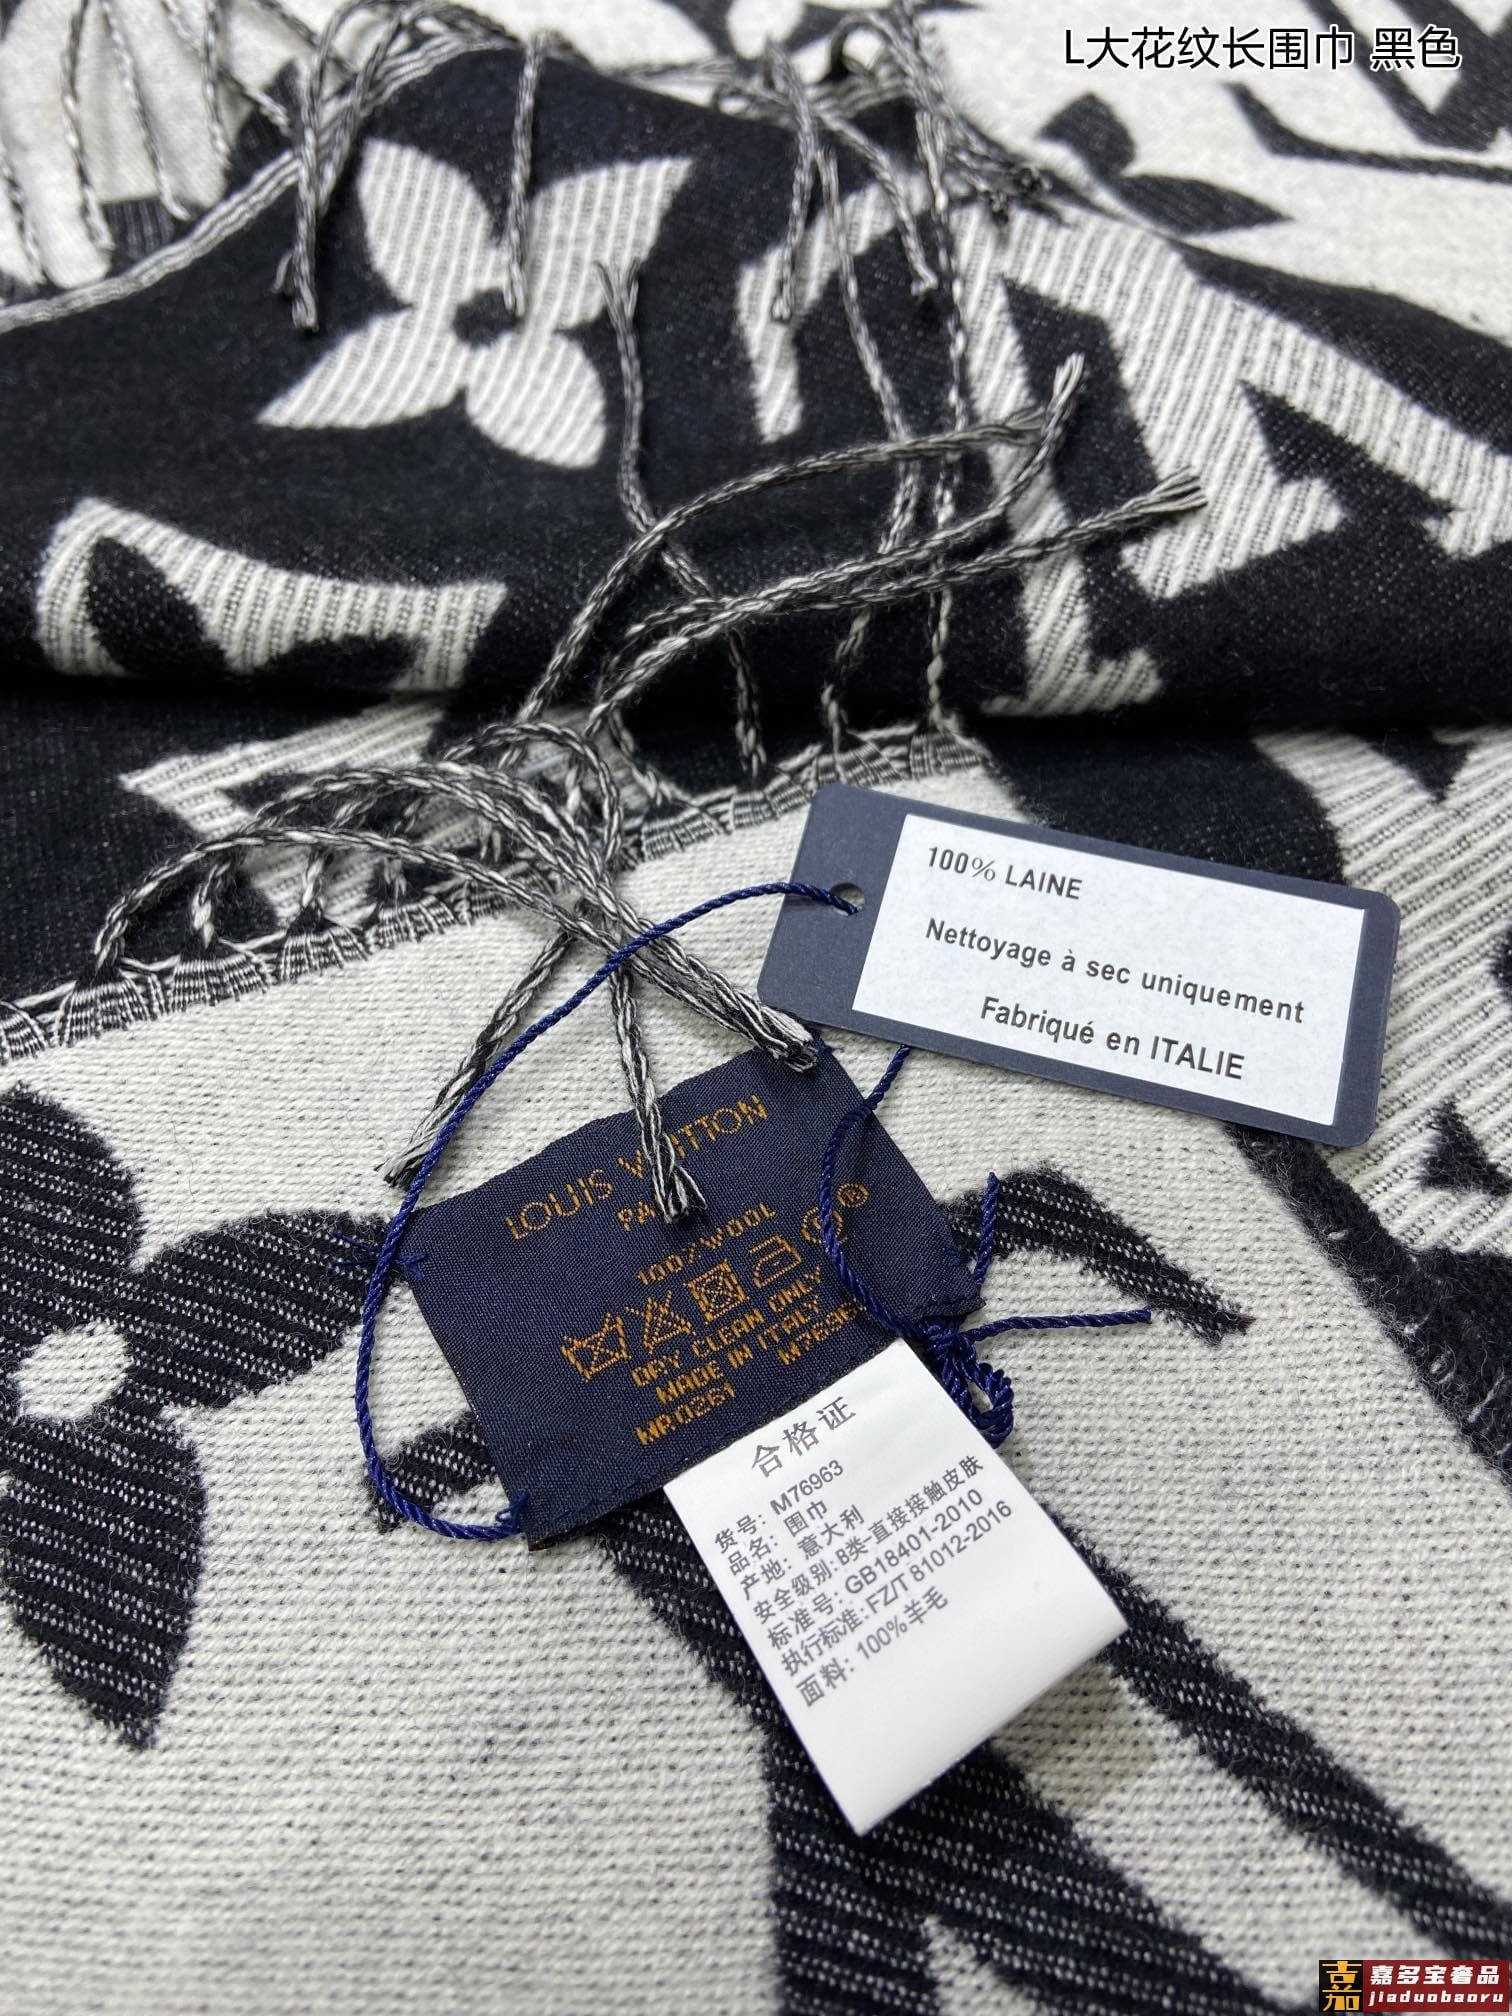 L大花纹长围巾 黑色
100% LAINE
Nettoyage à sec uniquement
Fabriqué en ITALIE
LOUIS VUITTON
100%WOOL
DRY CLEAN ONLY
MADE IN ITALY
MR0261
合格证
货号: M76963
品名: 围巾
产地: 意大利
安全级别: B类-直接接触皮肤
标准号: GB18401-2010
执行标准: FZ/T 81012-2016
面料: 100%羊毛
吉茄
嘉多宝奢品
jiaduobaoru